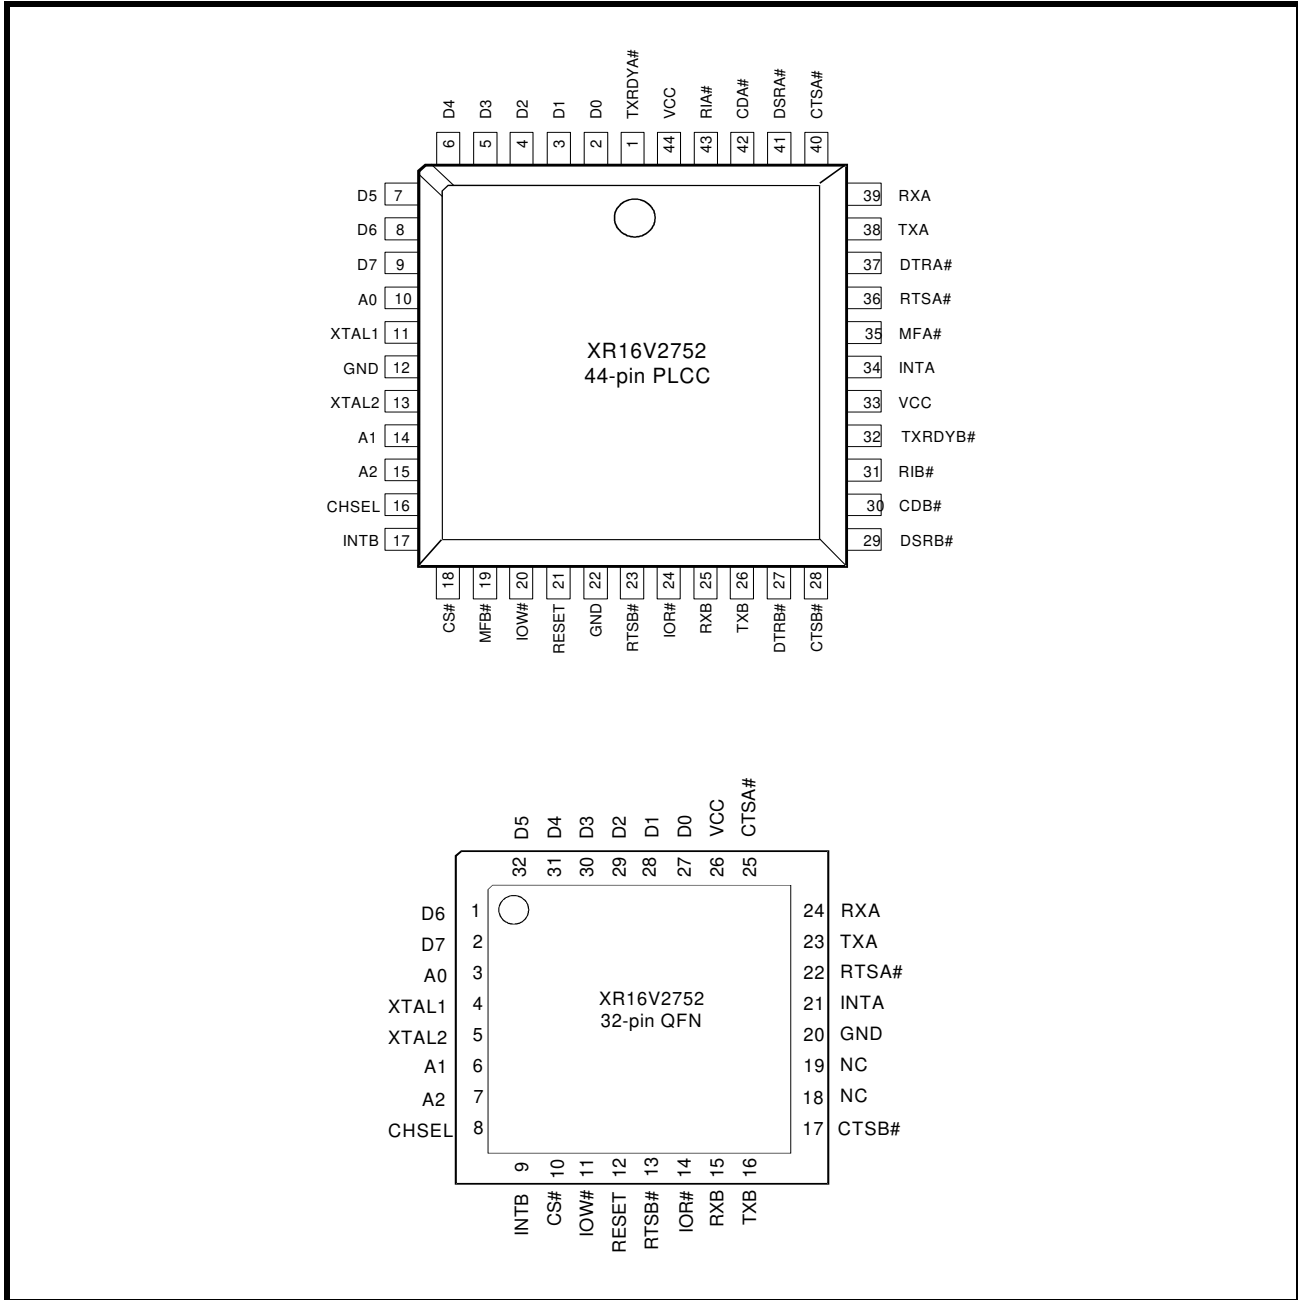 D4 D3 D2 D1 D0 TXRDYA# VCC RIA# CDA# DSRA# CTSA#
6 5 4 3 2 1 44 43 42 41 40
D5 7 39 RXA
D6 8 38 TXA
D7 9 37 DTRA#
A0 10 36 RTSA#
XTAL1 11 35 MFA#
GND 12 34 INTA
XTAL2 13 33 VCC
A1 14 32 TXRDYB#
A2 15 31 RIB#
CHSEL 16 30 CDB#
INTB 17 29 DSRB#
XR16V2752
44-pin PLCC
18 19 20 21 22 23 24 25 26 27 28
CS# MFB# IOW# RESET GND RTSB# IOR# RXB TXB DTRB# CTSB#
D5 D4 D3 D2 D1 D0 VCC CTSA#
32 31 30 29 28 27 26 25
D6 1 24 RXA
D7 2 23 TXA
A0 3 22 RTSA#
XTAL1 4 21 INTA
XTAL2 5 20 GND
A1 6 19 NC
A2 7 18 NC
CHSEL 8 17 CTSB#
XR16V2752
32-pin QFN
9 10 11 12 13 14 15 16
INTB CS# IOW# RESET RTSB# IOR# RXB TXB